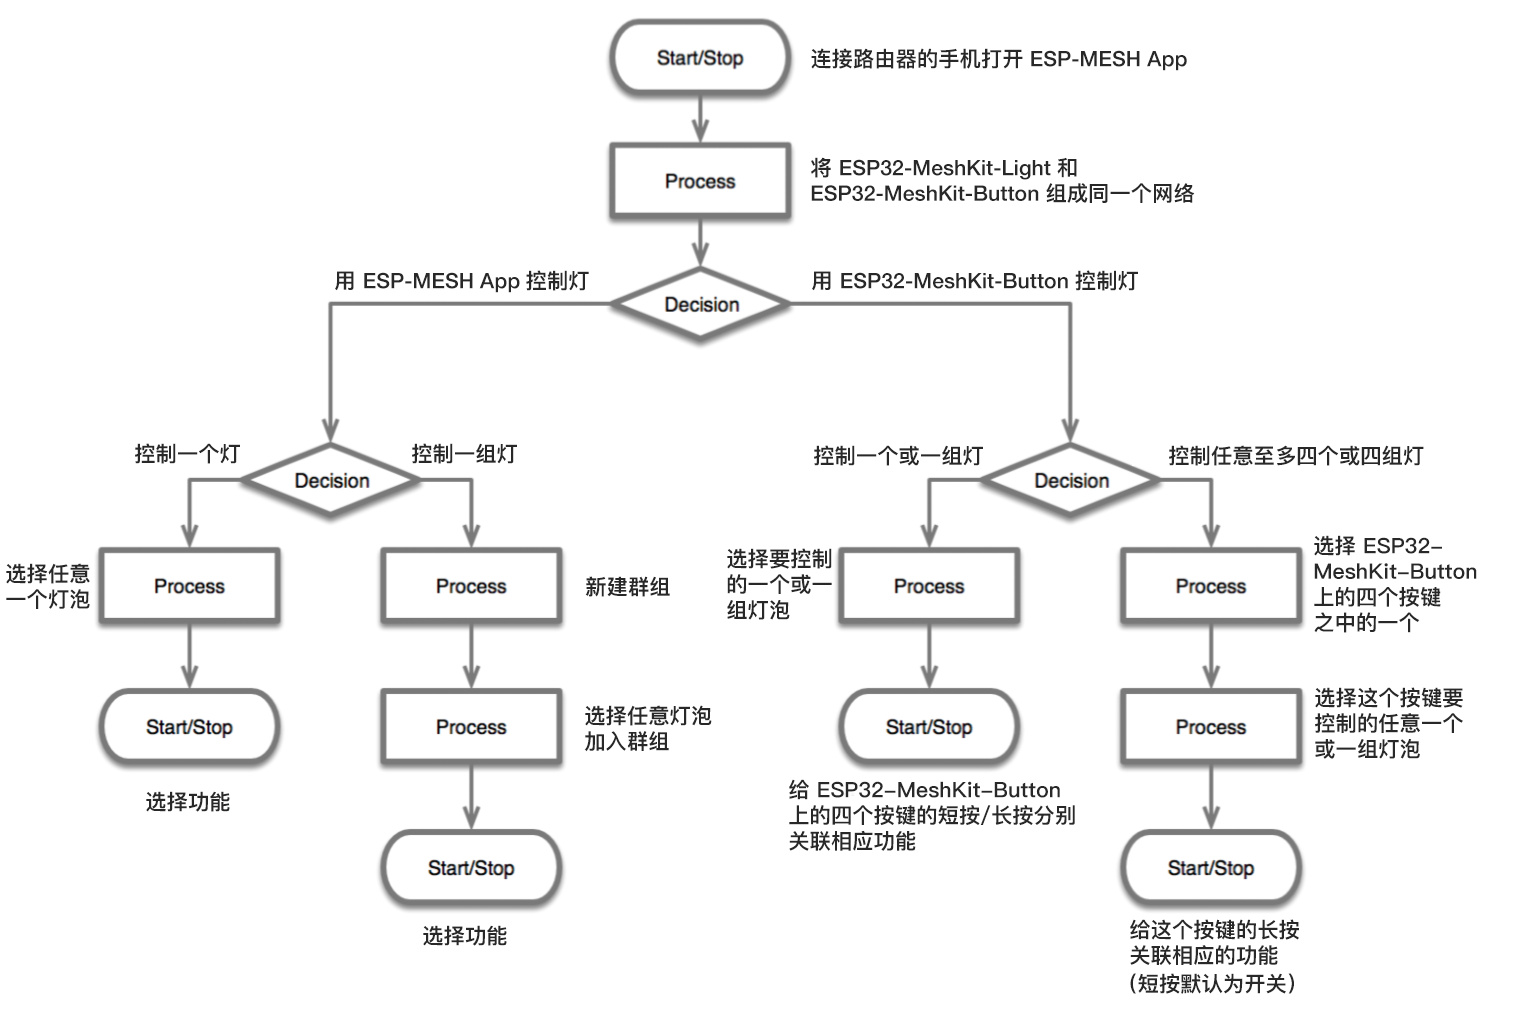 Start/Stop
连接路由器的手机打开 ESP-MESH App
Process
将 ESP32-MeshKit-Light 和
ESP32-MeshKit-Button 组成同一个网络
用 ESP-MESH App 控制灯
Decision
用 ESP32-MeshKit-Button 控制灯
控制一个灯
Decision
控制一组灯
选择任意
一个灯泡
Process
Start/Stop
选择功能
Process
新建群组
Process
选择任意灯泡
加入群组
Start/Stop
选择功能
控制一个或一组灯
Decision
控制任意至多四个或四组灯
选择要控制
的一个或一
组灯泡
Process
Start/Stop
给 ESP32-MeshKit-Button
上的四个按键的短按/长按分别
关联相应功能
Process
选择 ESP32-
MeshKit-Button
上的四个按键
之中的一个
Process
选择这个按键要
控制的任意一个
或一组灯泡
Start/Stop
给这个按键的长按
关联相应的功能
(短按默认为开关)